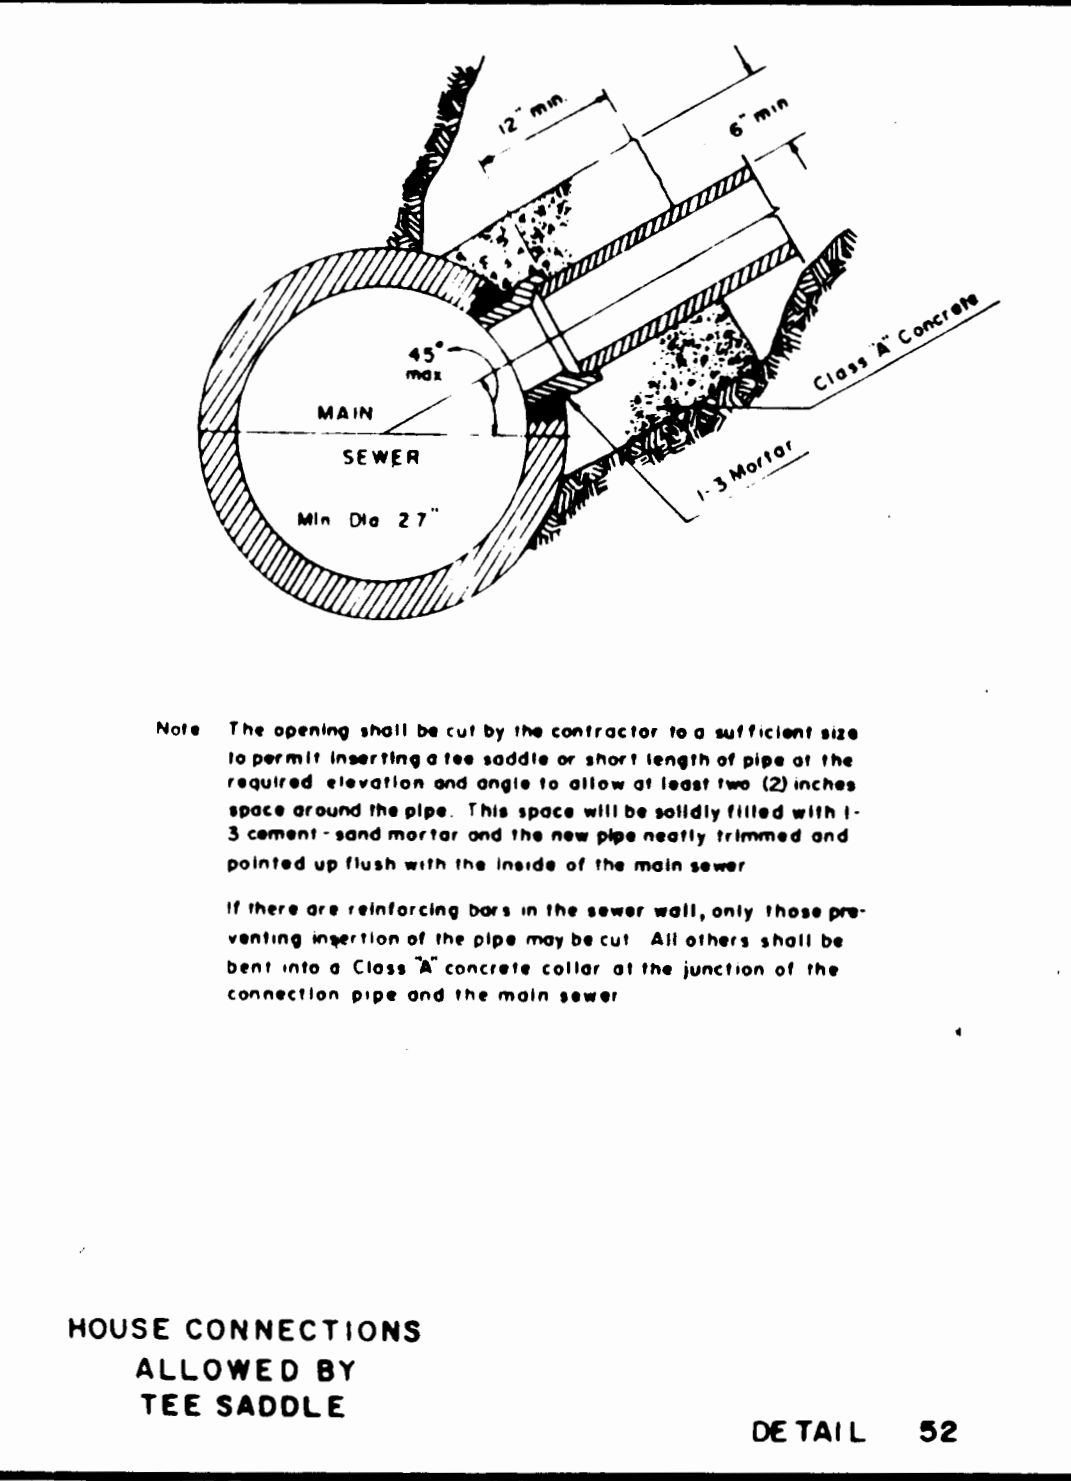 12" min.
6" min
45°
max
MAIN
SEWER
Min Dia 27"
Class "A" Concrete
1-3 Mortar
Note The opening shall be cut by the contractor to a sufficient size
to permit inserting a tee saddle or short length of pipe at the
required elevation and angle to allow at least two (2) inches
space around the pipe. This space will be solidly filled with 1-
3 cement-sand mortar and the new pipe neatly trimmed and
pointed up flush with the inside of the main sewer
If there are reinforcing bars in the sewer wall, only those pre-
venting insertion of the pipe may be cut All others shall be
bent into a Class "A" concrete collar at the junction of the
connection pipe and the main sewer
HOUSE CONNECTIONS
ALLOWED BY
TEE SADDLE
DETAIL 52